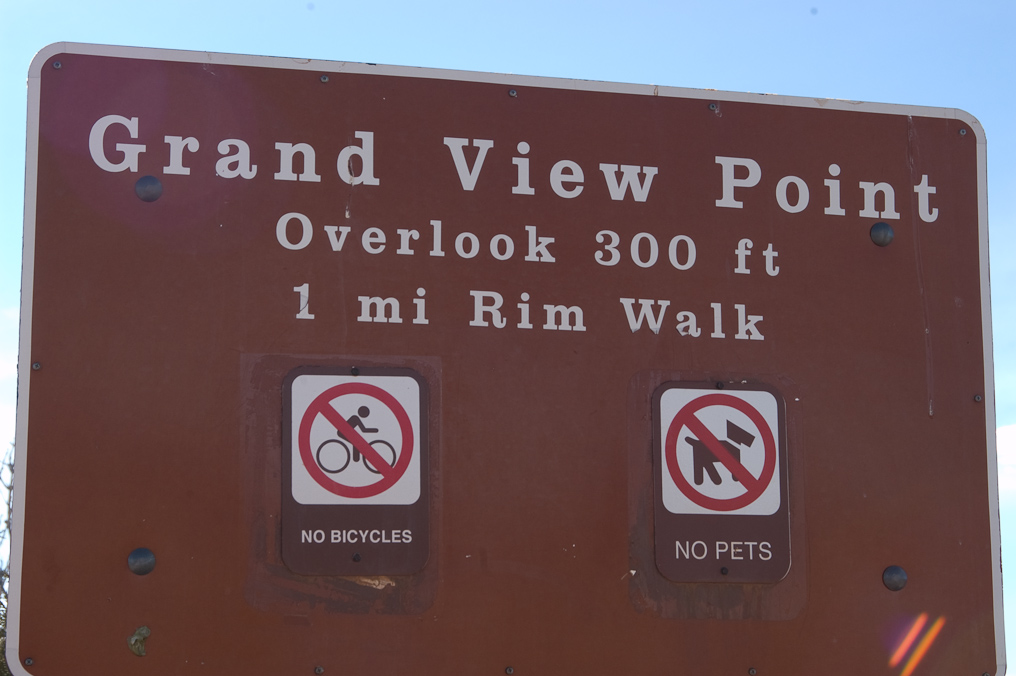 Grand View Point
Overlook 300 ft
1 mi Rim Walk
NO BICYCLES
NO PETS